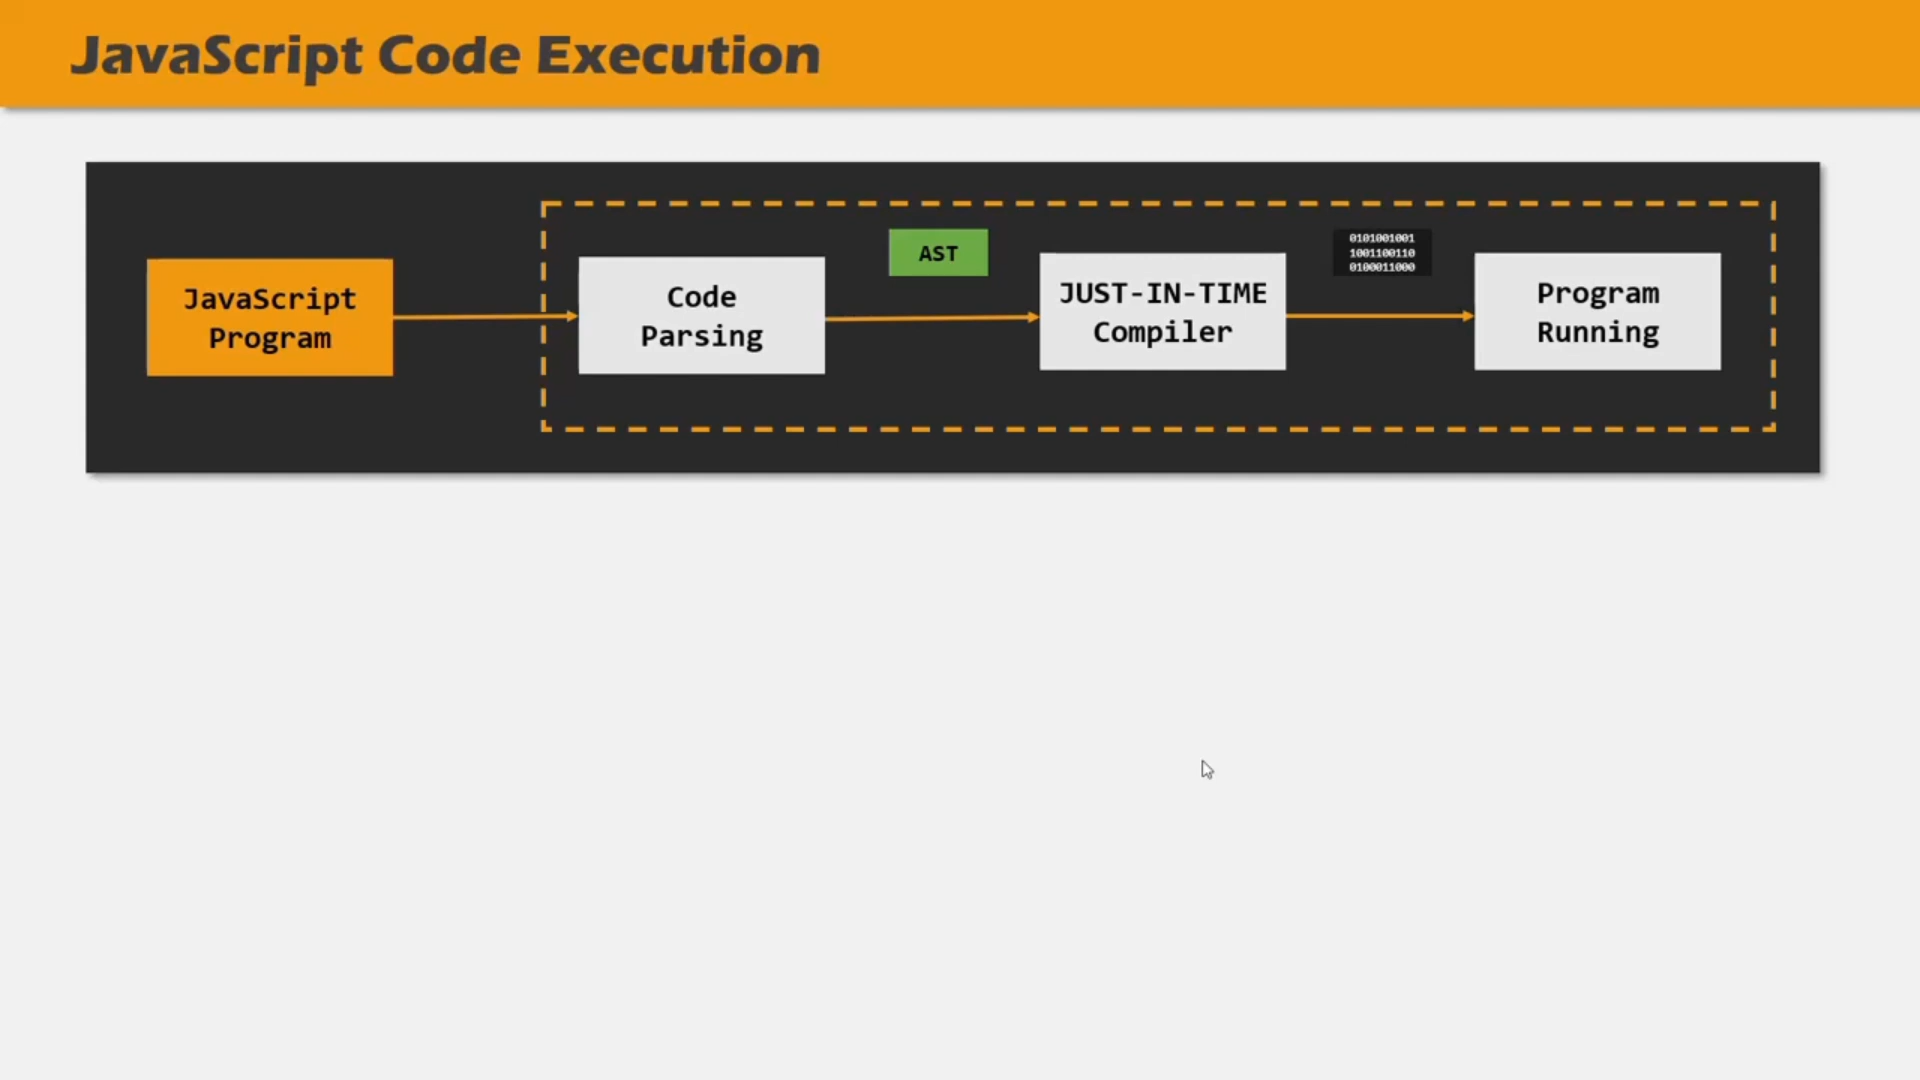 JavaScript Code Execution
JavaScript
Program
Code
Parsing
AST
JUST-IN-TIME
Compiler
0101001001
1001100110
0100011000
Program
Running